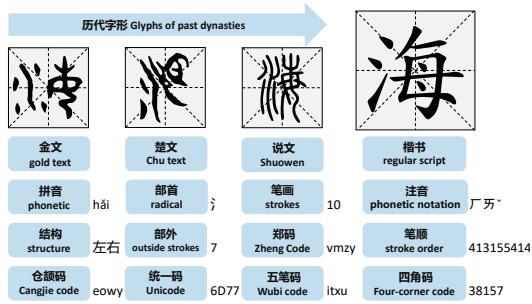 历代字形 Glyphs of past dynasties
海
金文
gold text
楚文
Chu text
说文
Shuowen
楷书
regular script
拼音
phonetic
hǎi
部首
radical
氵
笔画
strokes
10
注音
phonetic notation
ㄏㄞˇ
结构
structure
左右
部外
outside strokes
7
郑码
Zheng Code
vmzy
笔顺
stroke order
413155414
仓颉码
Cangjie code
eowy
统一码
Unicode
6D77
五笔码
Wubi code
itxu
四角码
Four-corner code
38157